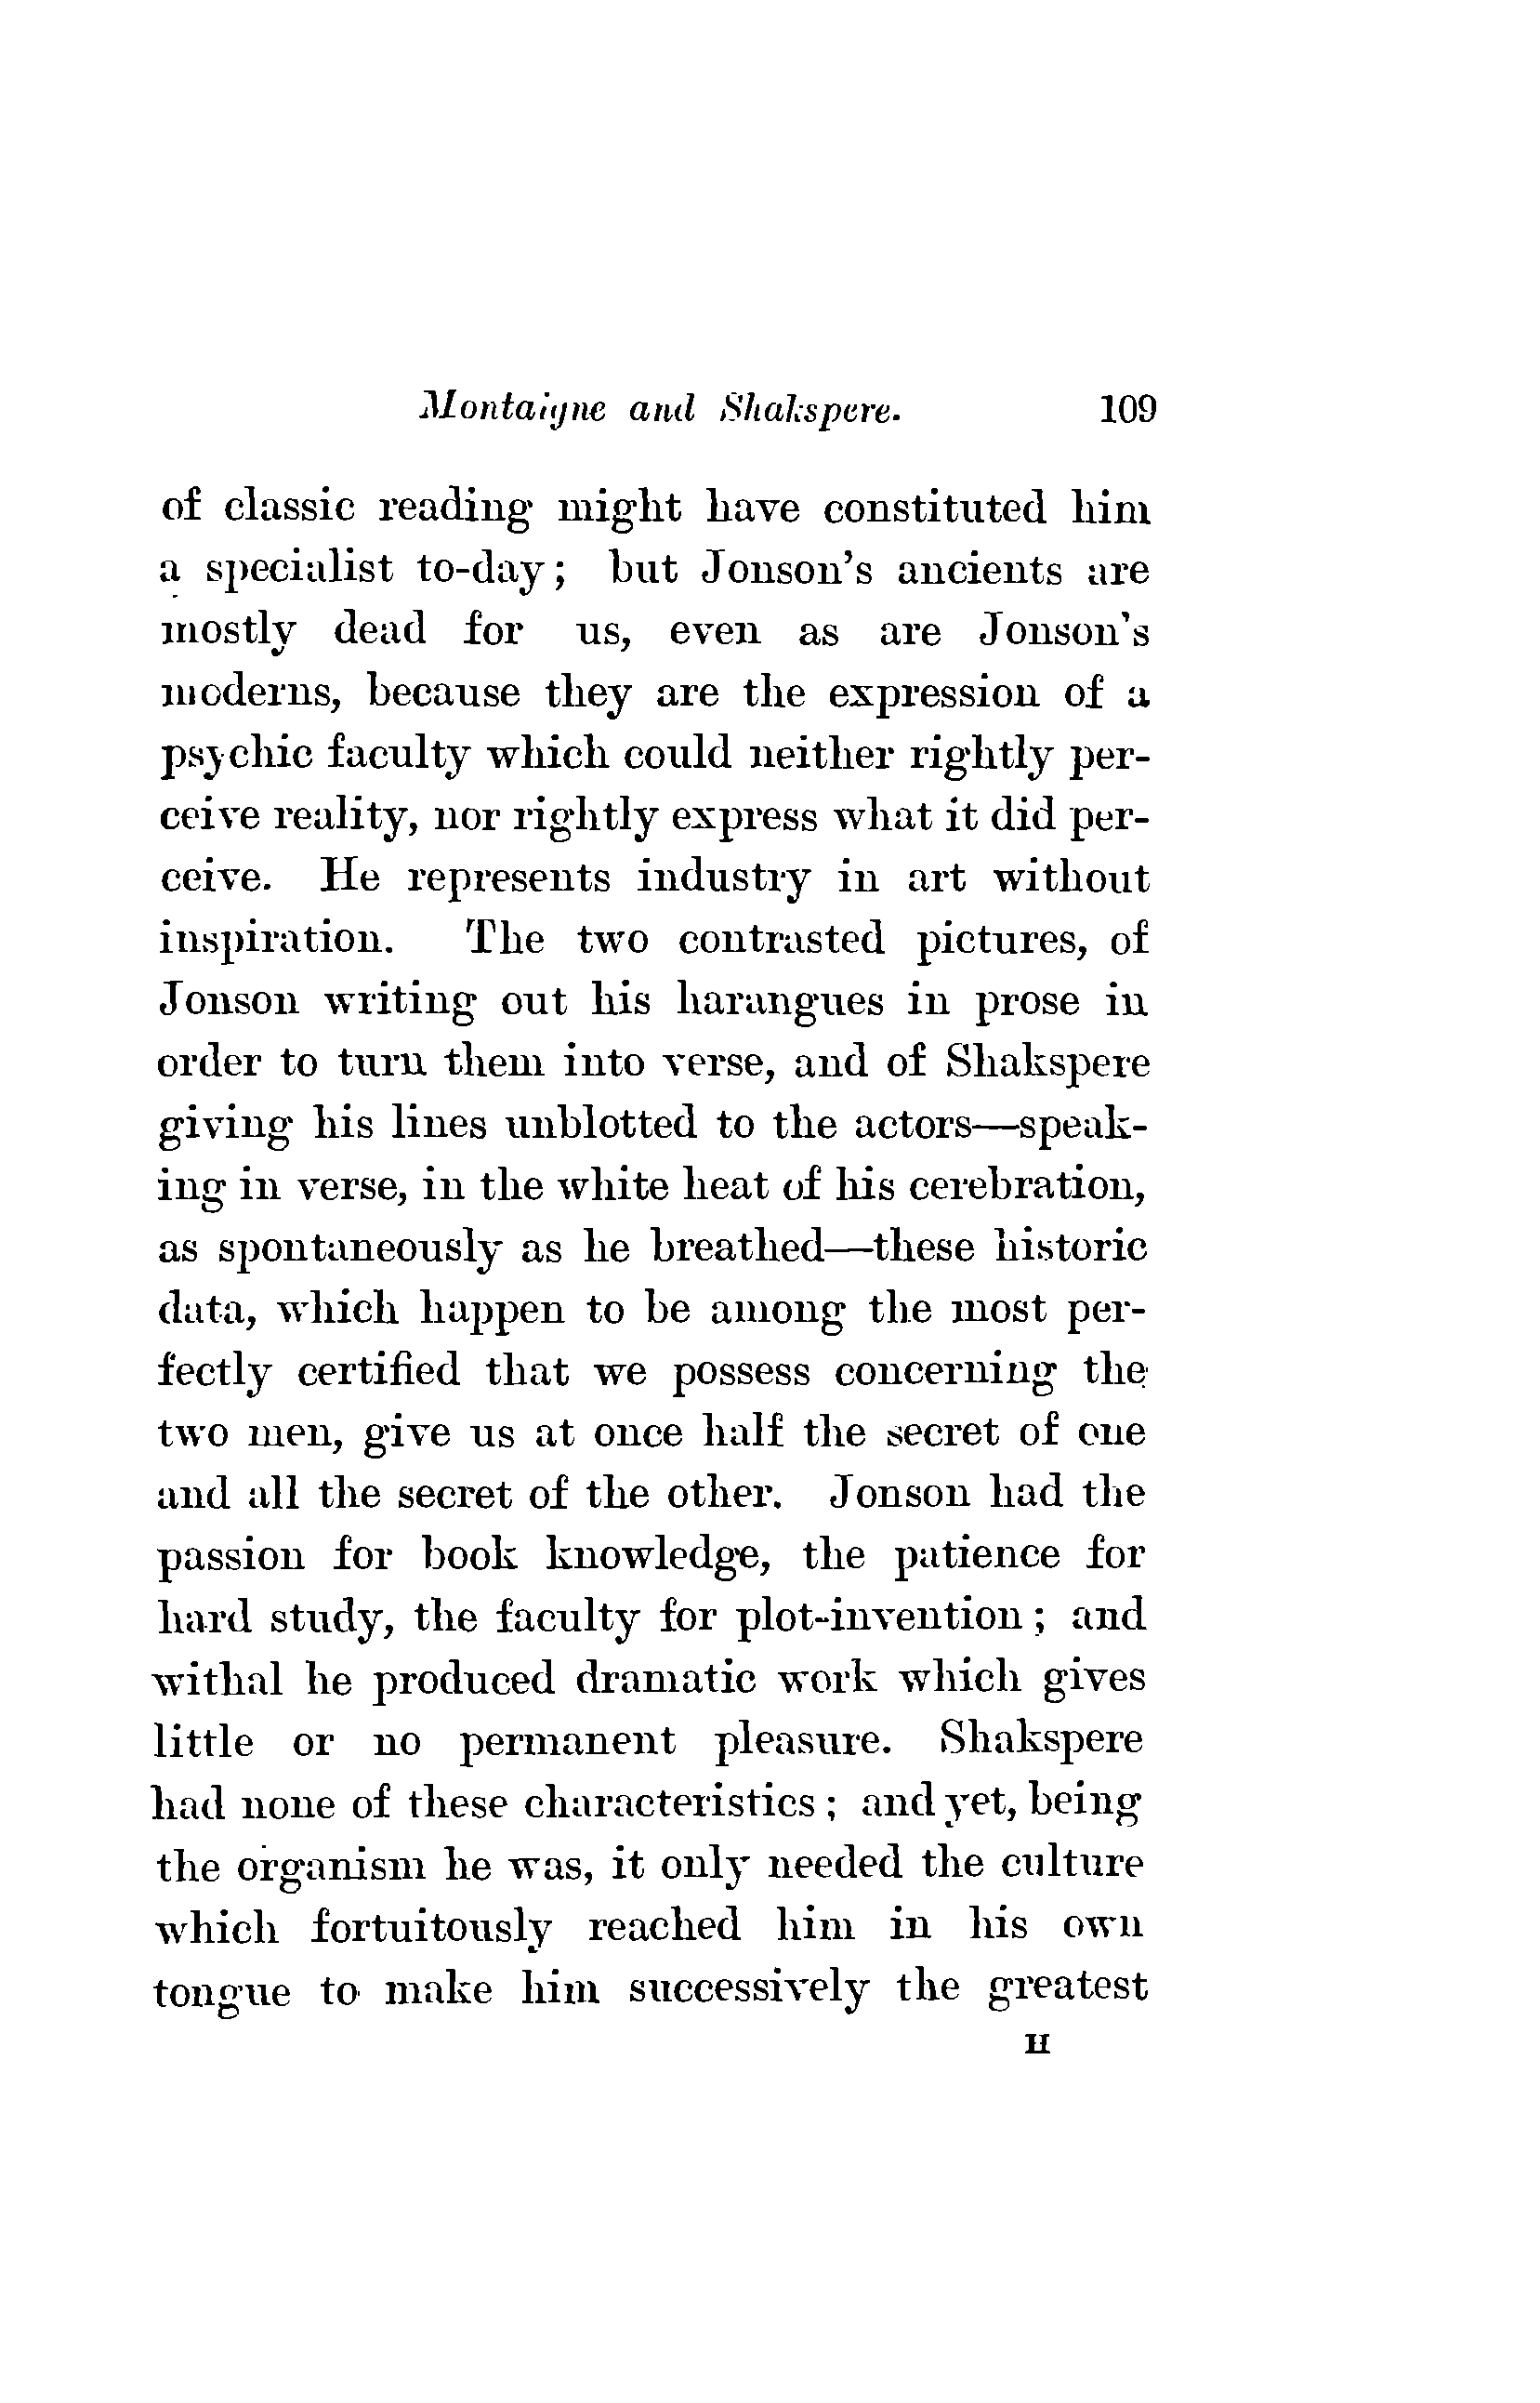 Montaigne and Shakspere. 109
of classic reading might have constituted him
a specialist to-day; but Jonson's ancients are
mostly dead for us, even as are Jonson's
moderns, because they are the expression of a
psychic faculty which could neither rightly per-
ceive reality, nor rightly express what it did per-
ceive. He represents industry in art without
inspiration. The two contrasted pictures, of
Jonson writing out his harangues in prose in
order to turn them into verse, and of Shakspere
giving his lines unblotted to the actors—speak-
ing in verse, in the white heat of his cerebration,
as spontaneously as he breathed—these historic
data, which happen to be among the most per-
fectly certified that we possess concerning the
two men, give us at once half the secret of one
and all the secret of the other. Jonson had the
passion for book knowledge, the patience for
hard study, the faculty for plot-invention; and
withal he produced dramatic work which gives
little or no permanent pleasure. Shakspere
had none of these characteristics; and yet, being
the organism he was, it only needed the culture
which fortuitously reached him in his own
tongue to make him successively the greatest
H